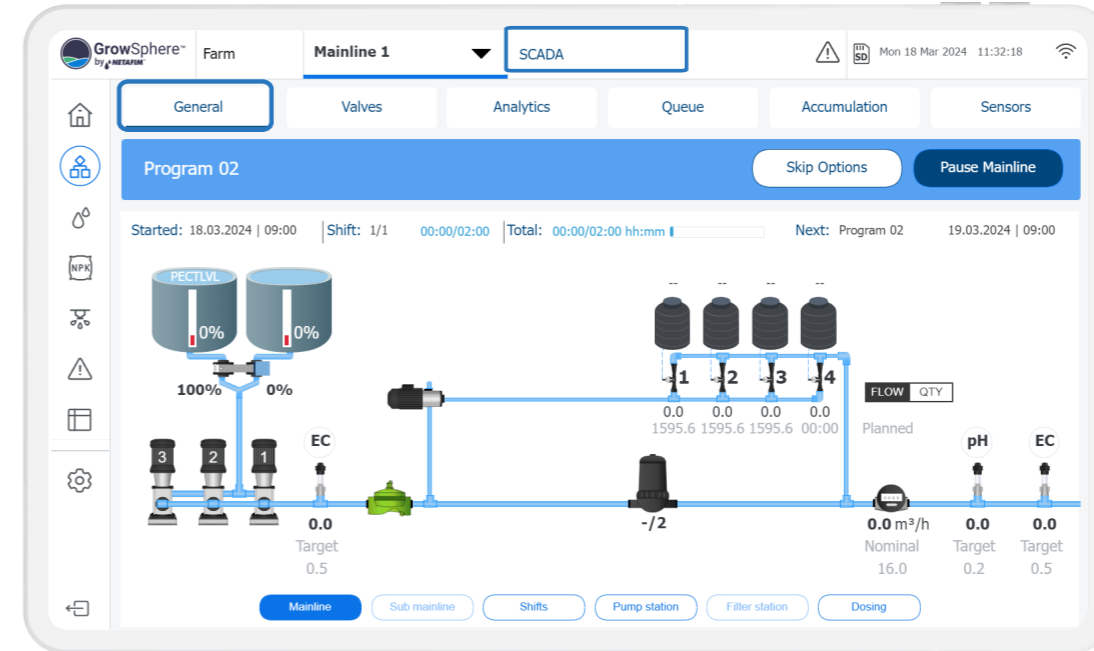 GrowSphere™
by NETAFIM™
Farm
Mainline 1
SCADA
SD
Mon 18 Mar 2024 11:32:18
General
Valves
Analytics
Queue
Accumulation
Sensors
Program 02
Skip Options
Pause Mainline
Started: 18.03.2024 | 09:00
Shift: 1/1
00:00/02:00
Total: 00:00/02:00 hh:mm
Next: Program 02
19.03.2024 | 09:00
NPK
PECTLVL
0%
0%
100%
0%
-- -- -- --
1 2 3 4
0.0 0.0 0.0 0.0
1595.6 1595.6 1595.6 00:00
FLOW QTY
Planned
3 2 1
EC
0.0
Target
0.5
-/2
0.0 m³/h
Nominal
16.0
pH
0.0
Target
0.2
EC
0.0
Target
0.5
Mainline
Sub mainline
Shifts
Pump station
Filter station
Dosing